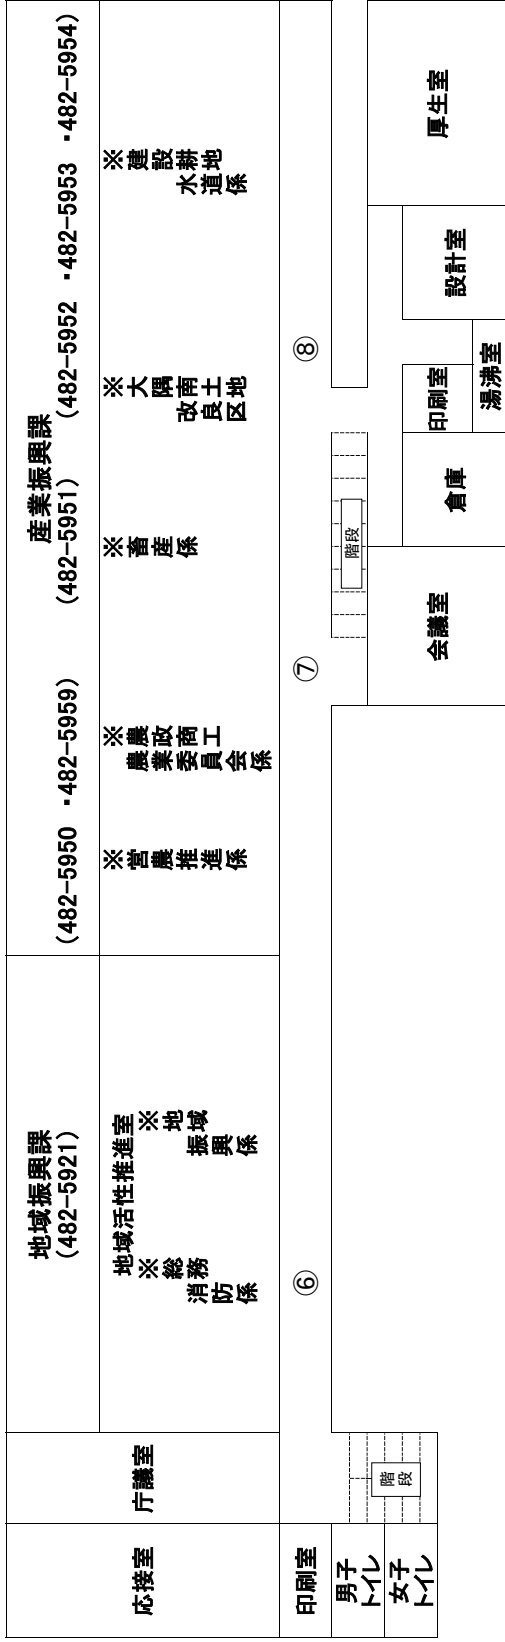 応接室
庁議室
地域振興課
(482-5921)
地域活性推進室
※総務
消防係
※地域
振興係
産業振興課
(482-5950 ・482-5959)
(482-5951)
(482-5952 ・482-5953 ・482-5954)
※営農推進係
※農政商工
農業委員会係
※畜産係
※大隅南土地
改良区
※建設耕地
水道係
印刷室
⑥
⑦
⑧
男子
トイレ
女子
トイレ
階段
階段
会議室
倉庫
印刷室
湯沸室
設計室
厚生室